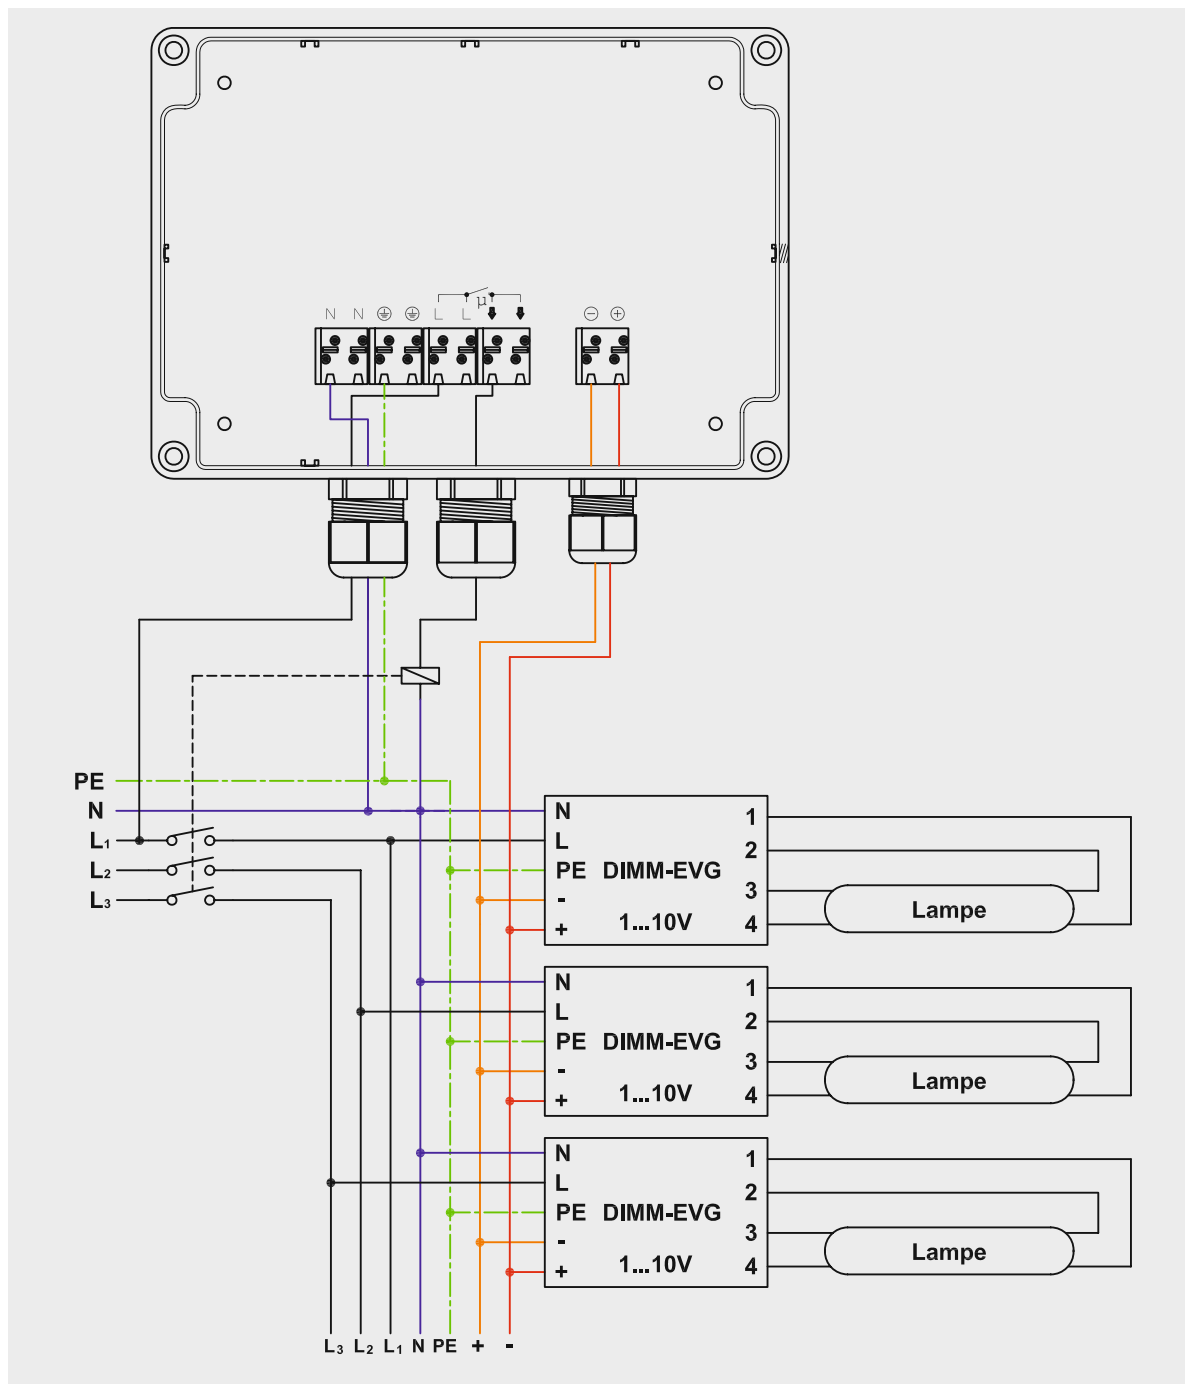 µ
N N L L − +
PE
N
L1
L2
L3
N
L
PE DIMM-EVG
-
+ 1...10V
1
2
3
4
Lampe
N
L
PE DIMM-EVG
-
+ 1...10V
1
2
3
4
Lampe
N
L
PE DIMM-EVG
-
+ 1...10V
1
2
3
4
Lampe
L3 L2 L1 N PE + -